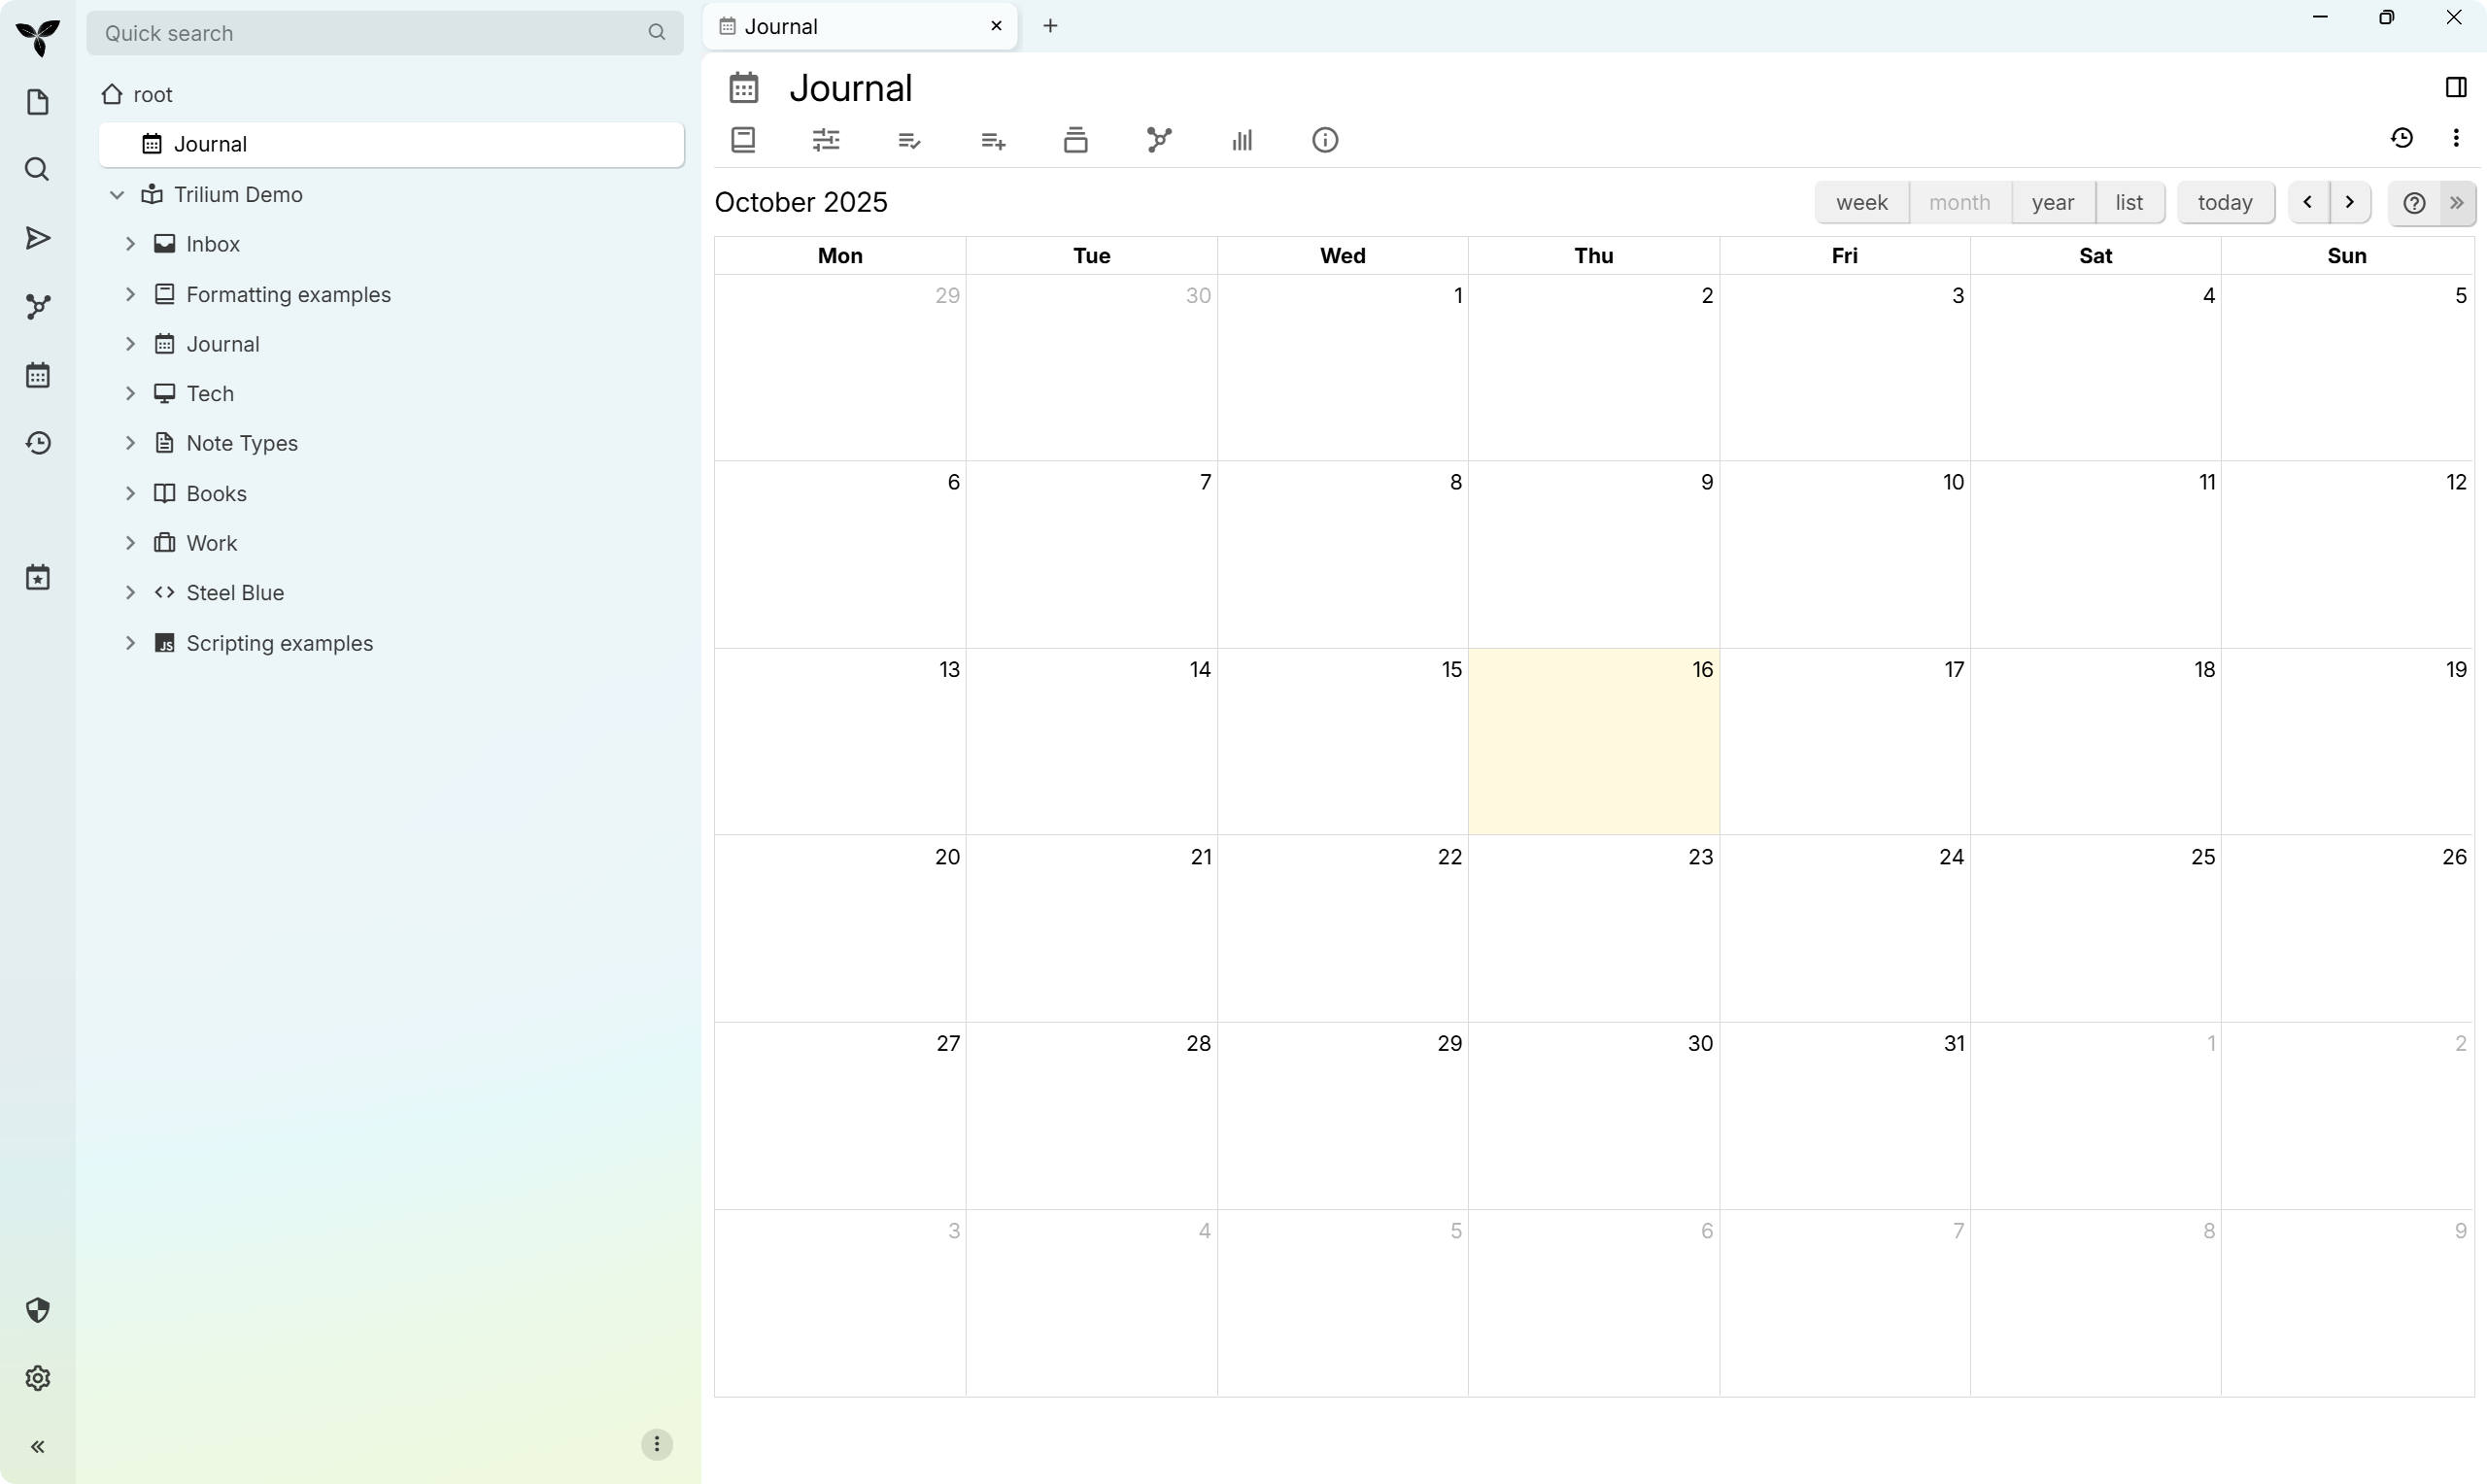 Quick search
root
Journal
Trilium Demo
Inbox
Formatting examples
Journal
Tech
Note Types
Books
Work
Steel Blue
JS Scripting examples
Journal
Journal
October 2025
week month year list today
Mon Tue Wed Thu Fri Sat Sun
29 30 1 2 3 4 5
6 7 8 9 10 11 12
13 14 15 16 17 18 19
20 21 22 23 24 25 26
27 28 29 30 31 1 2
3 4 5 6 7 8 9